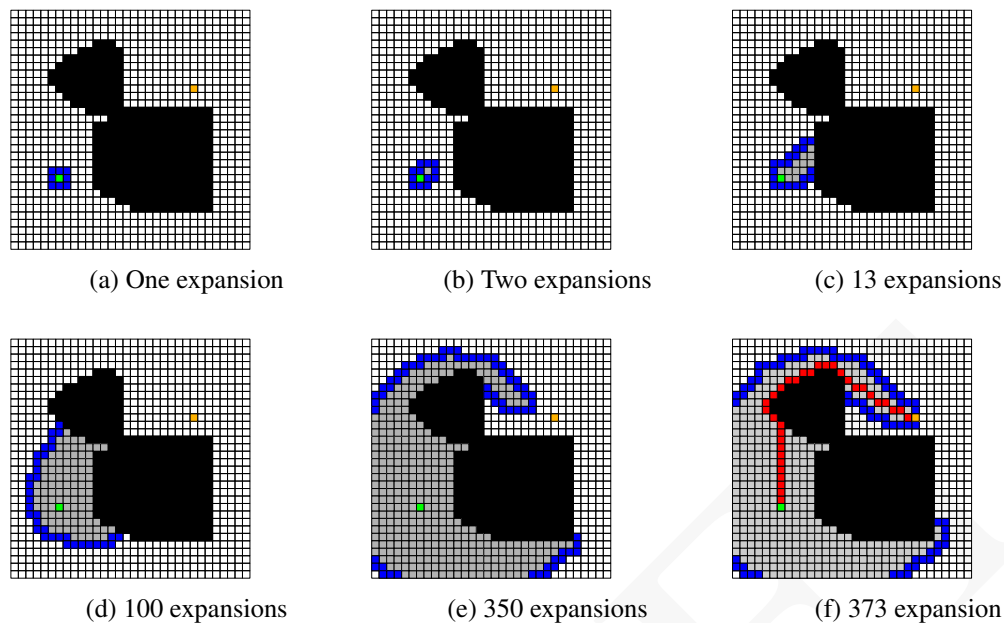 (a) One expansion
(b) Two expansions
(c) 13 expansions
(d) 100 expansions
(e) 350 expansions
(f) 373 expansion